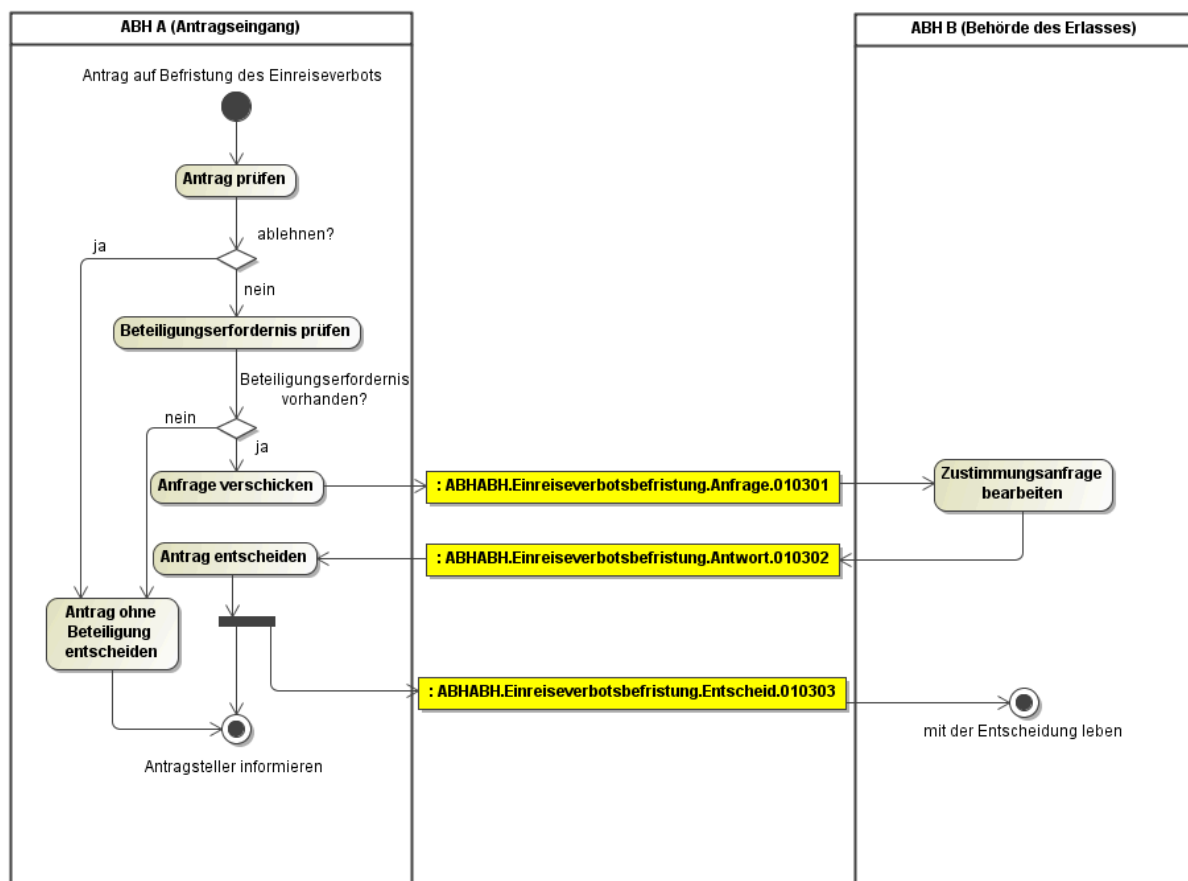 ABH A (Antragseingang)
ABH B (Behörde des Erlasses)
Antrag auf Befristung des Einreiseverbots
Antrag prüfen
ablehnen?
ja
nein
Beteiligungserfordernis prüfen
Beteiligungserfordernis
vorhanden?
nein
ja
Anfrage verschicken
: ABHABH.Einreiseverbotsbefristung.Anfrage.010301
Zustimmungsanfrage
bearbeiten
Antrag entscheiden
: ABHABH.Einreiseverbotsbefristung.Antwort.010302
Antrag ohne
Beteiligung
entscheiden
: ABHABH.Einreiseverbotsbefristung.Entscheid.010303
mit der Entscheidung leben
Antragsteller informieren